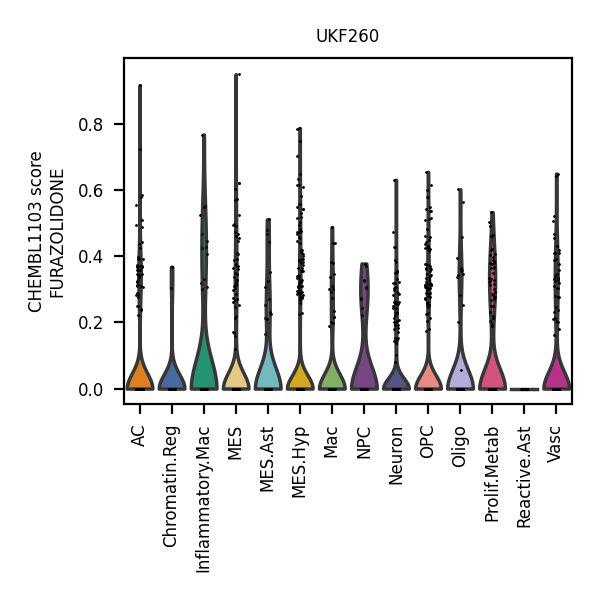 UKF260
CHEMBL1103 score
FURAZOLIDONE
0.8
0.6
0.4
0.2
0.0
AC
Chromatin.Reg
Inflammatory.Mac
MES
MES.Ast
MES.Hyp
Mac
NPC
Neuron
OPC
Oligo
Prolif.Metab
Reactive.Ast
Vasc